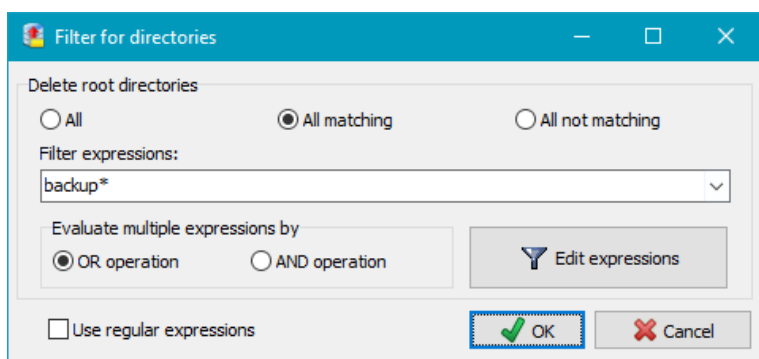 Filter for directories
Delete root directories
All All matching All not matching
Filter expressions:
backup*
Evaluate multiple expressions by
OR operation AND operation
Edit expressions
Use regular expressions
OK Cancel